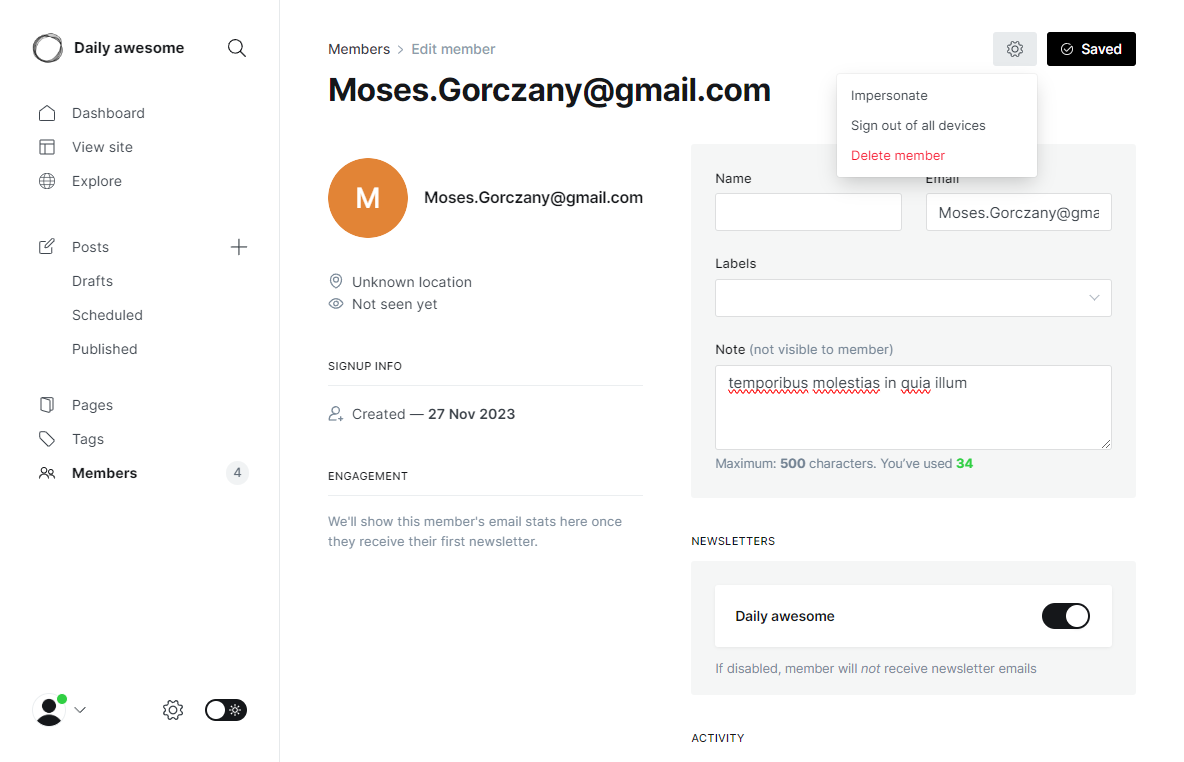 Daily awesome
Dashboard
View site
Explore
Posts
Drafts
Scheduled
Published
Pages
Tags
Members
4
Members > Edit member
Saved
Moses.Gorczany@gmail.com
Impersonate
Sign out of all devices
Delete member
M
Moses.Gorczany@gmail.com
Unknown location
Not seen yet
SIGNUP INFO
Created — 27 Nov 2023
ENGAGEMENT
We'll show this member's email stats here once
they receive their first newsletter.
Name
Email
Moses.Gorczany@gma
Labels
Note (not visible to member)
temporibus molestias in quia illum
Maximum: 500 characters. You've used 34
NEWSLETTERS
Daily awesome
If disabled, member will not receive newsletter emails
ACTIVITY